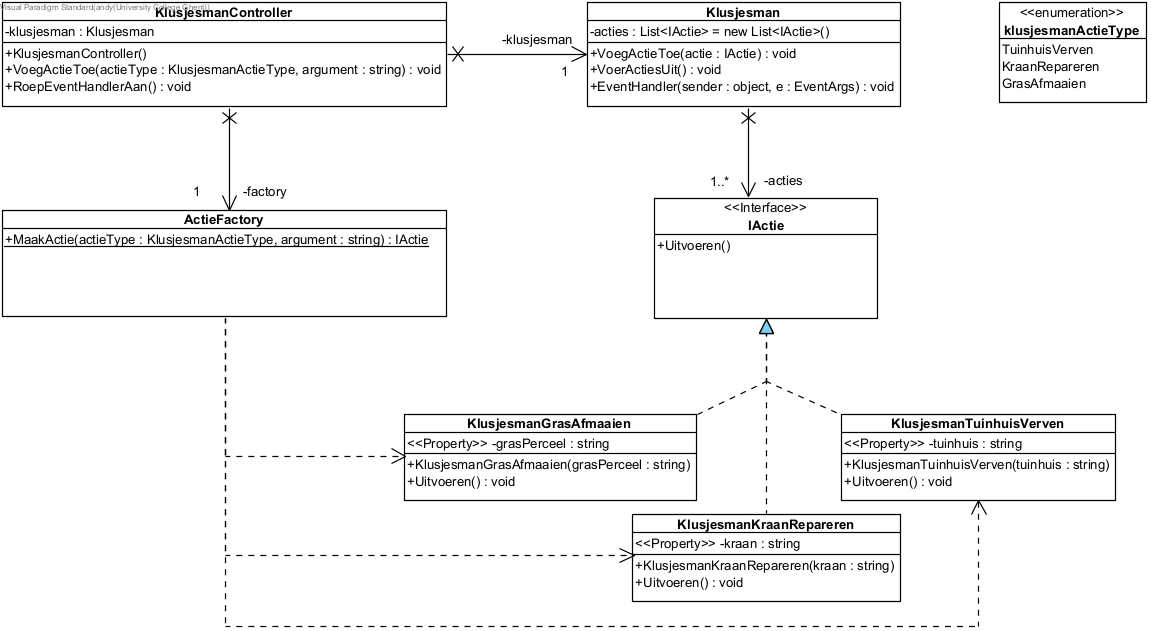 Visual Paradigm Standard(andy(University College Ghent))
KlusjesmanController
-klusjesman : Klusjesman
+KlusjesmanController()
+VoegActieToe(actieType : KlusjesmanActieType, argument : string) : void
+RoepEventHandlerAan() : void
-klusjesman
1
Klusjesman
-acties : List<IActie> = new List<IActie>()
+VoegActieToe(actie : IActie) : void
+VoerActiesUit() : void
+EventHandler(sender : object, e : EventArgs) : void
<<enumeration>>
klusjesmanActieType
TuinhuisVerven
KraanRepareren
GrasAfmaaien
1
-factory
1..*
-acties
ActieFactory
+MaakActie(actieType : KlusjesmanActieType, argument : string) : IActie
<<Interface>>
IActie
+Uitvoeren()
KlusjesmanGrasAfmaaien
<<Property>> -grasPerceel : string
+KlusjesmanGrasAfmaaien(grasPerceel : string)
+Uitvoeren() : void
KlusjesmanTuinhuisVerven
<<Property>> -tuinhuis : string
+KlusjesmanTuinhuisVerven(tuinhuis : string)
+Uitvoeren() : void
KlusjesmanKraanRepareren
<<Property>> -kraan : string
+KlusjesmanKraanRepareren(kraan : string)
+Uitvoeren() : void